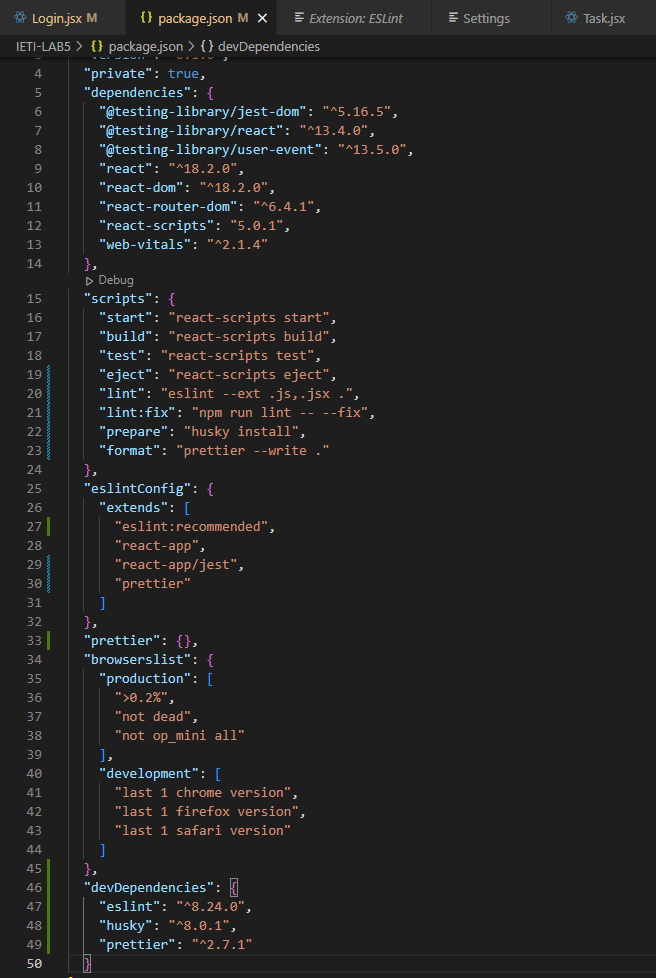 Login.jsx M
{} package.json M ✕
Extension: ESLint
Settings
Task.jsx
IETI-LAB5 > {} package.json > {} devDependencies
4 "private": true,
5 "dependencies": {
6 "@testing-library/jest-dom": "^5.16.5",
7 "@testing-library/react": "^13.4.0",
8 "@testing-library/user-event": "^13.5.0",
9 "react": "^18.2.0",
10 "react-dom": "^18.2.0",
11 "react-router-dom": "^6.4.1",
12 "react-scripts": "5.0.1",
13 "web-vitals": "^2.1.4"
14 },
Debug
15 "scripts": {
16 "start": "react-scripts start",
17 "build": "react-scripts build",
18 "test": "react-scripts test",
19 "eject": "react-scripts eject",
20 "lint": "eslint --ext .js,.jsx .",
21 "lint:fix": "npm run lint -- --fix",
22 "prepare": "husky install",
23 "format": "prettier --write ."
24 },
25 "eslintConfig": {
26 "extends": [
27 "eslint:recommended",
28 "react-app",
29 "react-app/jest",
30 "prettier"
31 ]
32 },
33 "prettier": {},
34 "browserslist": {
35 "production": [
36 ">0.2%",
37 "not dead",
38 "not op_mini all"
39 ],
40 "development": [
41 "last 1 chrome version",
42 "last 1 firefox version",
43 "last 1 safari version"
44 ]
45 },
46 "devDependencies": {
47 "eslint": "^8.24.0",
48 "husky": "^8.0.1",
49 "prettier": "^2.7.1"
50 }